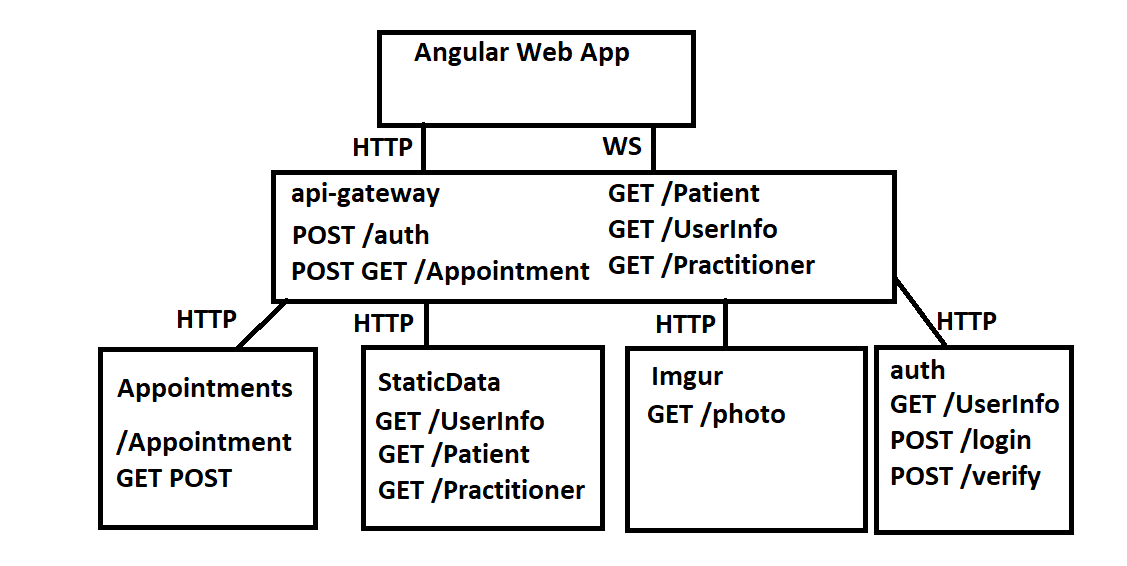 Angular Web App
HTTP
WS
api-gateway
POST /auth
POST GET /Appointment
GET /Patient
GET /UserInfo
GET /Practitioner
HTTP
HTTP
HTTP
HTTP
Appointments
/Appointment
GET POST
StaticData
GET /UserInfo
GET /Patient
GET /Practitioner
Imgur
GET /photo
auth
GET /UserInfo
POST /login
POST /verify